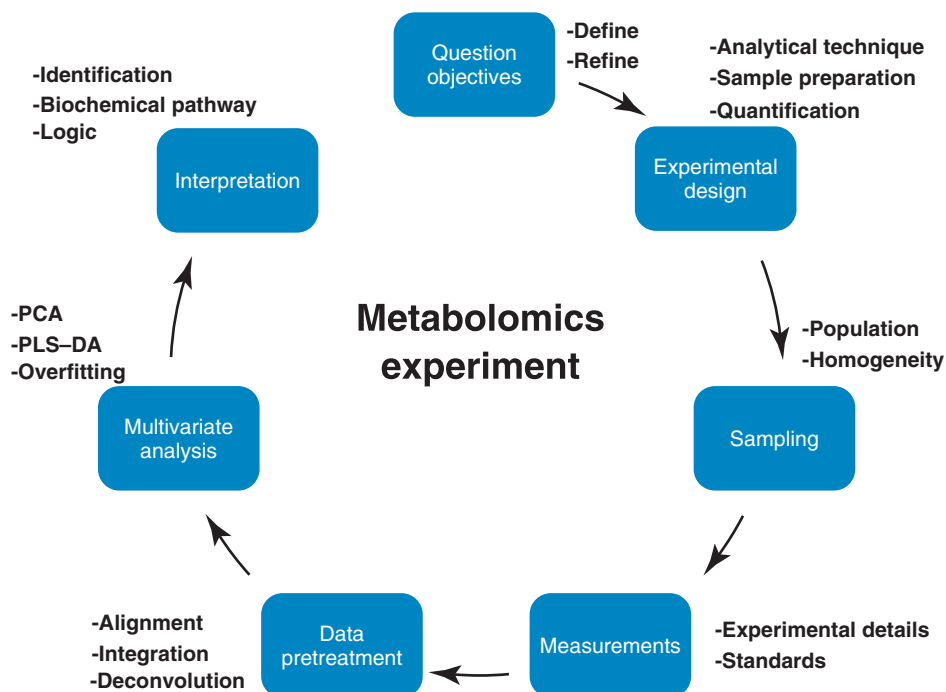 Question
objectives
-Define
-Refine
-Analytical technique
-Sample preparation
-Quantification
Experimental
design
-Population
-Homogeneity
Sampling
-Experimental details
-Standards
Measurements
Data
pretreatment
-Alignment
-Integration
-Deconvolution
Multivariate
analysis
-PCA
-PLS–DA
-Overfitting
Interpretation
-Identification
-Biochemical pathway
-Logic
Metabolomics
experiment